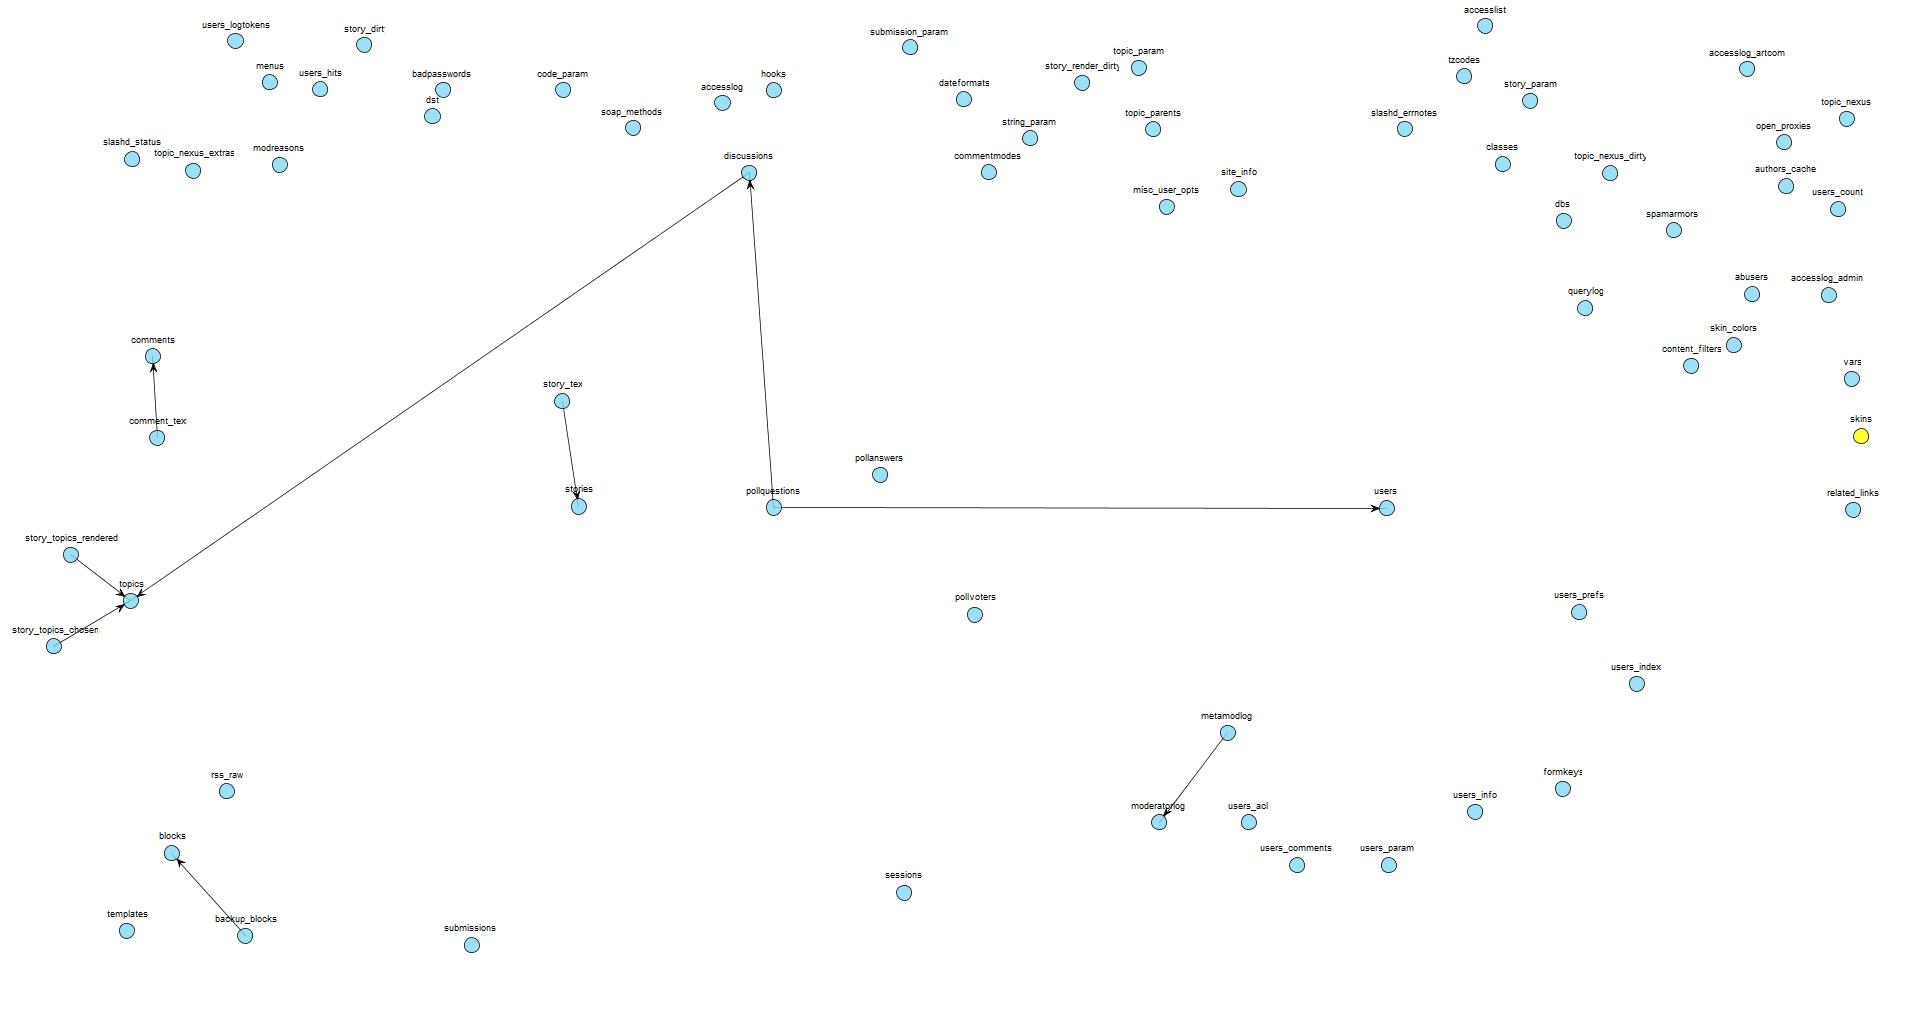 accesslist
users_logtokens
story_dirt
submission_param
topic_param
accesslog_artcom
tzcodes
menus
users_hits
badpasswords
code_param
hooks
story_render_dirty
accesslog
dateformats
story_param
dst
topic_nexus
soap_methods
string_param
topic_parents
slashd_errnotes
open_proxies
slashd_status
topic_nexus_extras
modreasons
discussions
commentmodes
classes
topic_nexus_dirty
site_info
authors_cache
misc_user_opts
users_count
dbs
spamarmors
abusers
accesslog_admin
querylog
skin_colors
comments
content_filters
vars
story_tex
comment_tex
skins
pollanswers
stories
pollquestions
users
related_links
story_topics_rendered
topics
pollvoters
users_prefs
story_topics_chosen
users_index
metamodlog
rss_raw
formkeys
users_info
moderatorlog
users_acl
blocks
users_comments
users_param
sessions
templates
backup_blocks
submissions